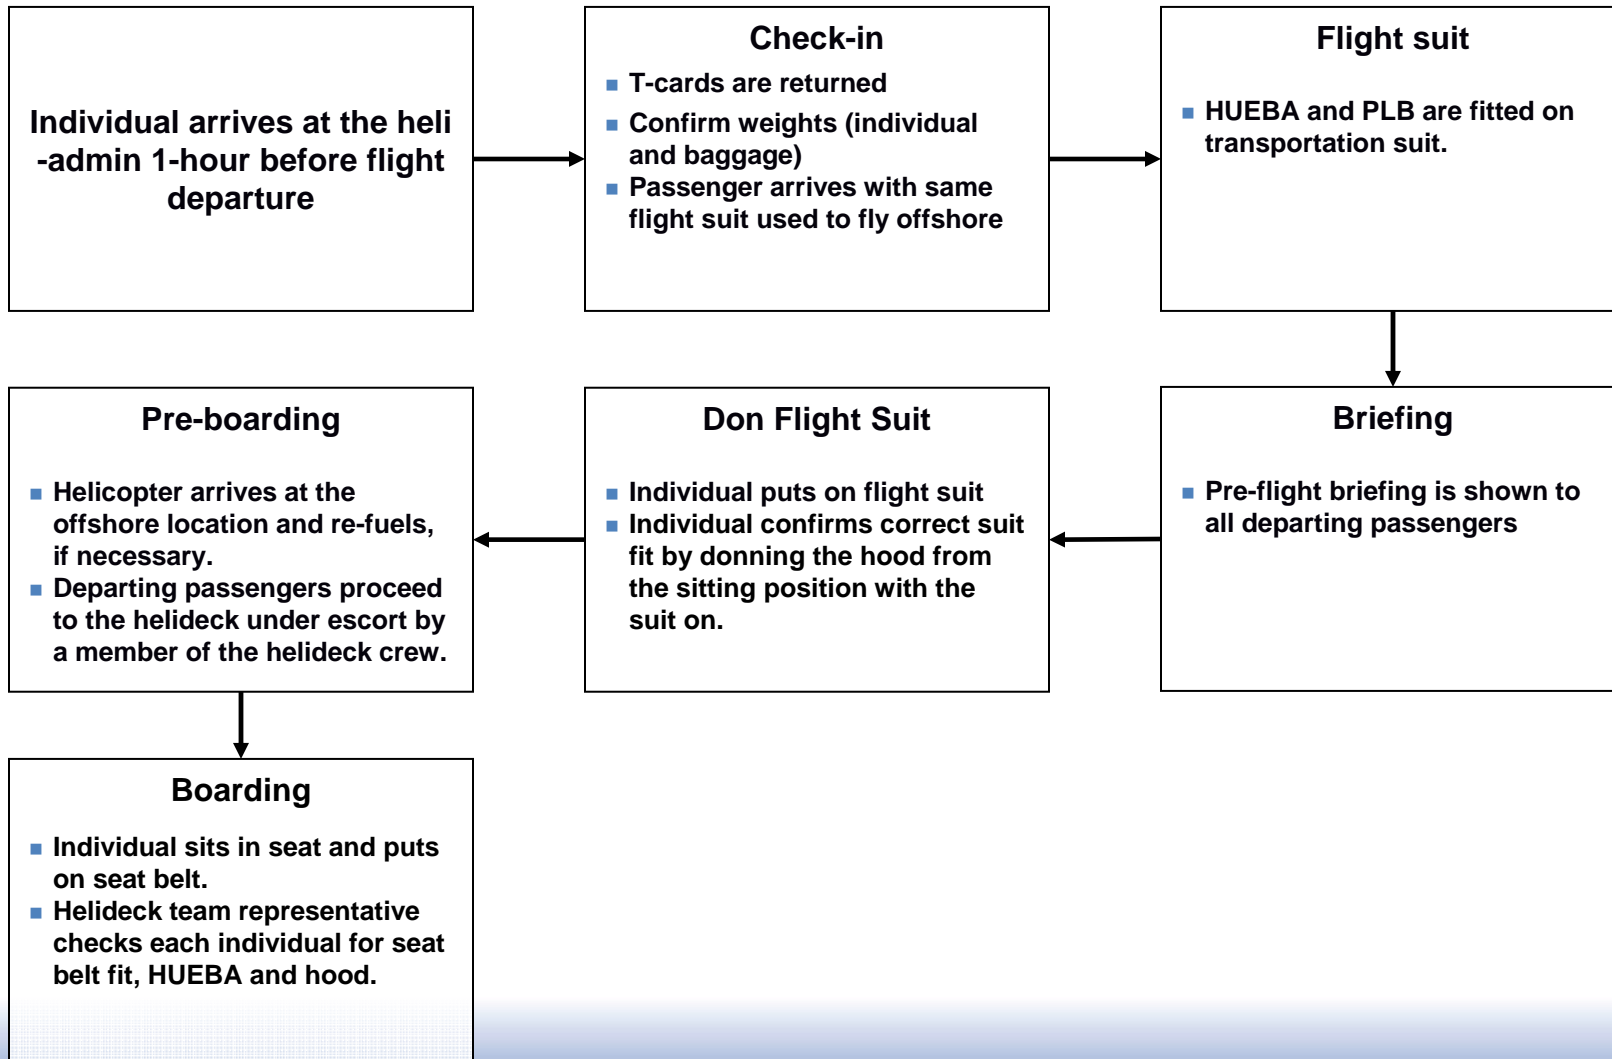 Individual arrives at the heli
-admin 1-hour before flight
departure
Check-in
T-cards are returned
Confirm weights (individual
and baggage)
Passenger arrives with same
flight suit used to fly offshore
Flight suit
HUEBA and PLB are fitted on
transportation suit.
Briefing
Pre-flight briefing is shown to
all departing passengers
Don Flight Suit
Individual puts on flight suit
Individual confirms correct suit
fit by donning the hood from
the sitting position with the
suit on.
Pre-boarding
Helicopter arrives at the
offshore location and re-fuels,
if necessary.
Departing passengers proceed
to the helideck under escort by
a member of the helideck crew.
Boarding
Individual sits in seat and puts
on seat belt.
Helideck team representative
checks each individual for seat
belt fit, HUEBA and hood.